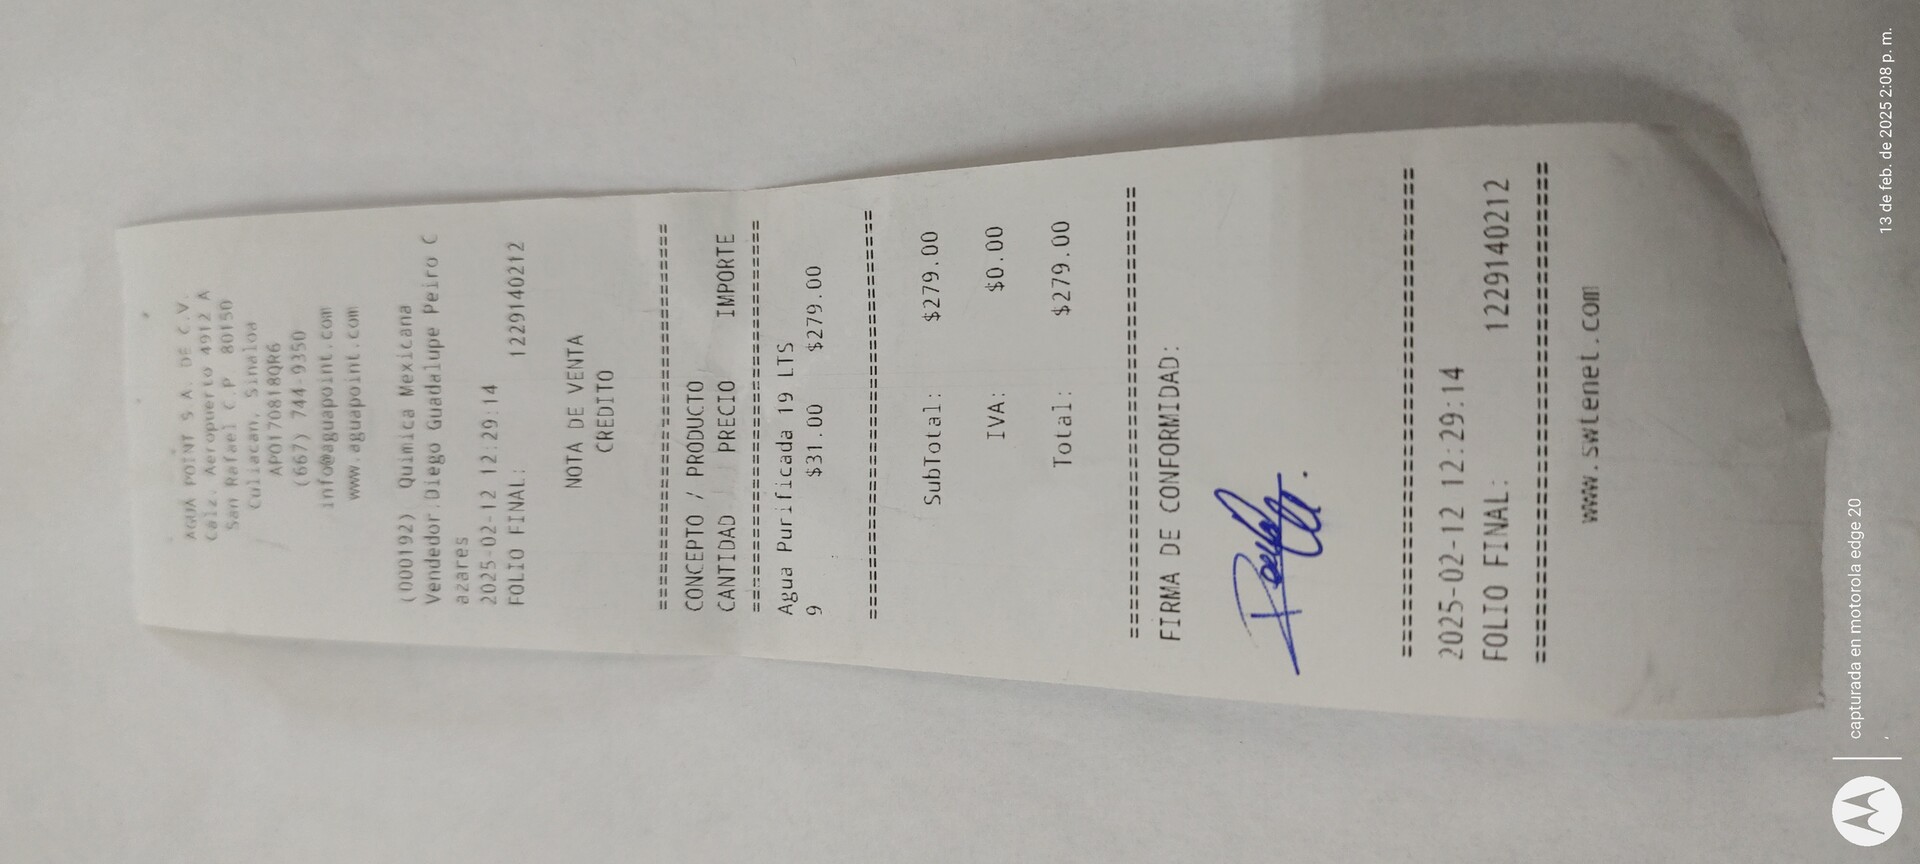 AGUA POINT S.A. DE C.V.
Calz. Aeropuerto 4912 A
San Rafael C.P 80150
Culiacan, Sinaloa
APO170818QR6
(667) 744-9350
info@aguapoint.com
www.aguapoint.com
(000192) Quimica Mexicana
Vendedor:Diego Guadalupe Peiro C
azares
2025-02-12 12:29:14
FOLIO FINAL: 1229140212
NOTA DE VENTA
CREDITO
================================
CONCEPTO / PRODUCTO
CANTIDAD PRECIO IMPORTE
================================
Agua Purificada 19 LTS
9 $31.00 $279.00
================================
SubTotal: $279.00
IVA: $0.00
Total: $279.00
================================
FIRMA DE CONFORMIDAD:
================================
2025-02-12 12:29:14
FOLIO FINAL: 1229140212
================================
www.swtenet.com
capturada en motorola edge 20
13 de feb. de 2025 2:08 p. m.